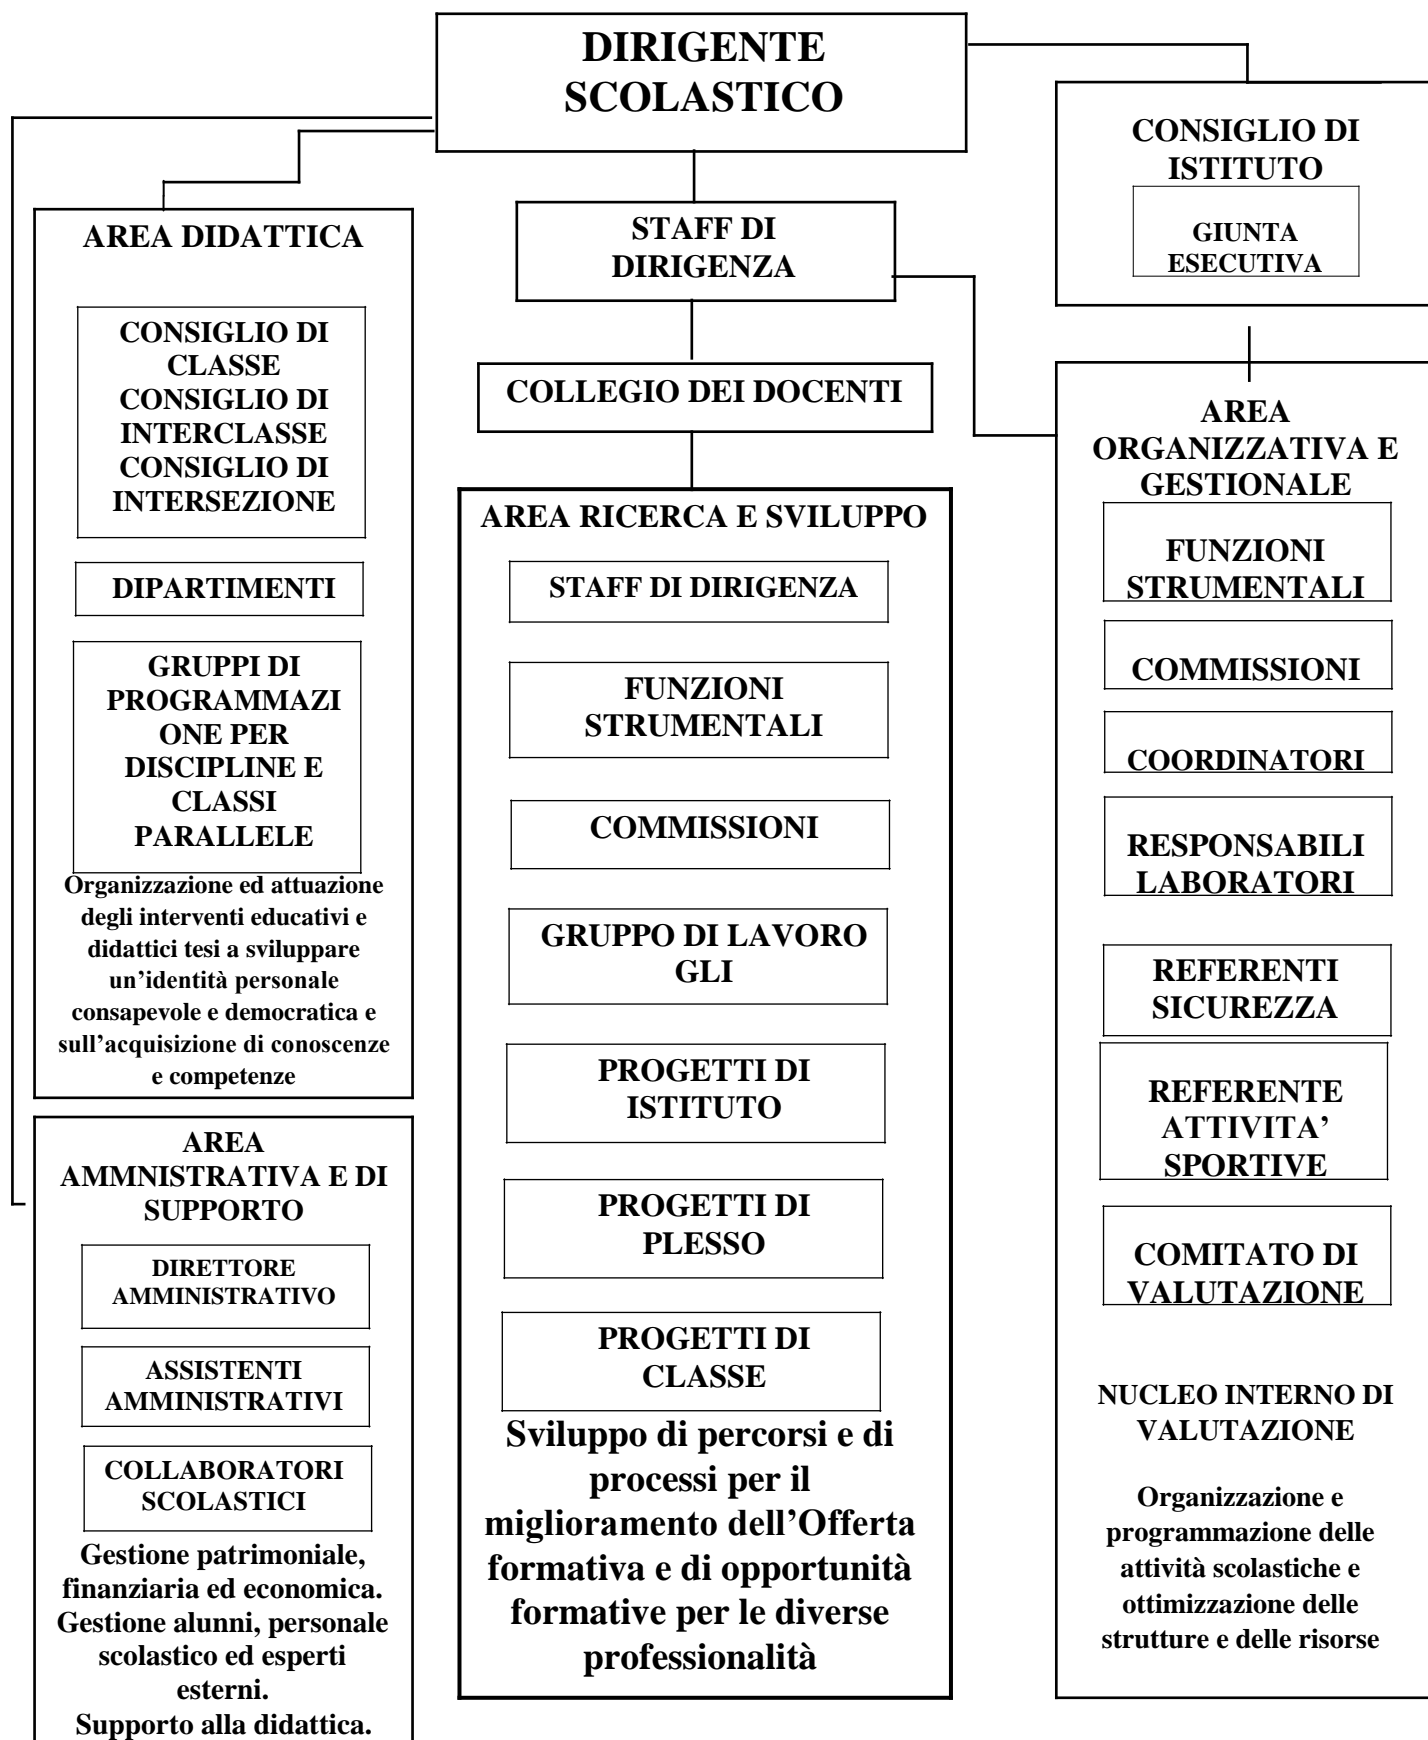 DIRIGENTE
SCOLASTICO
CONSIGLIO DI
ISTITUTO
GIUNTA
ESECUTIVA
STAFF DI
DIRIGENZA
COLLEGIO DEI DOCENTI
AREA DIDATTICA
CONSIGLIO DI
CLASSE
CONSIGLIO DI
INTERCLASSE
CONSIGLIO DI
INTERSEZIONE
DIPARTIMENTI
GRUPPI DI
PROGRAMMAZI
ONE PER
DISCIPLINE E
CLASSI
PARALLELE
Organizzazione ed attuazione
degli interventi educativi e
didattici tesi a sviluppare
un’identità personale
consapevole e democratica e
sull’acquisizione di conoscenze
e competenze
AREA
AMMNISTRATIVA E DI
SUPPORTO
DIRETTORE
AMMINISTRATIVO
ASSISTENTI
AMMINISTRATIVI
COLLABORATORI
SCOLASTICI
Gestione patrimoniale,
finanziaria ed economica.
Gestione alunni, personale
scolastico ed esperti
esterni.
Supporto alla didattica.
AREA RICERCA E SVILUPPO
STAFF DI DIRIGENZA
FUNZIONI
STRUMENTALI
COMMISSIONI
GRUPPO DI LAVORO
GLI
PROGETTI DI
ISTITUTO
PROGETTI DI
PLESSO
PROGETTI DI
CLASSE
Sviluppo di percorsi e di
processi per il
miglioramento dell’Offerta
formativa e di opportunità
formative per le diverse
professionalità
AREA
ORGANIZZATIVA E
GESTIONALE
FUNZIONI
STRUMENTALI
COMMISSIONI
COORDINATORI
RESPONSABILI
LABORATORI
REFERENTI
SICUREZZA
REFERENTE
ATTIVITA’
SPORTIVE
COMITATO DI
VALUTAZIONE
NUCLEO INTERNO DI
VALUTAZIONE
Organizzazione e
programmazione delle
attività scolastiche e
ottimizzazione delle
strutture e delle risorse